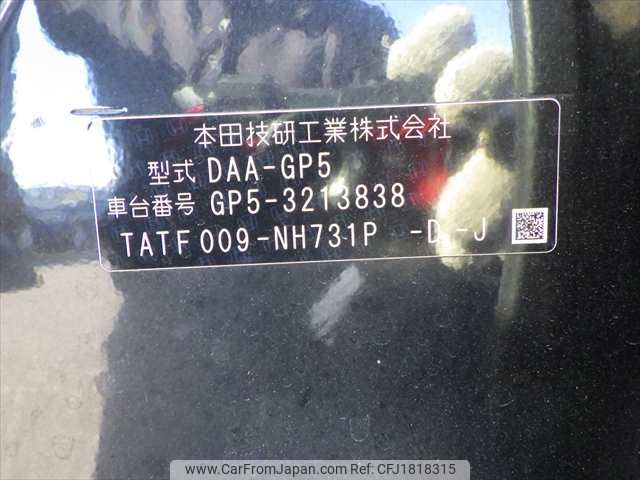 本田技研工業株式会社
型式 DAA-GP5
車台番号 GP5-3213838
TATF009-NH731P -D -J
www.CarFromJapan.com - Ref No. CFJ1818315